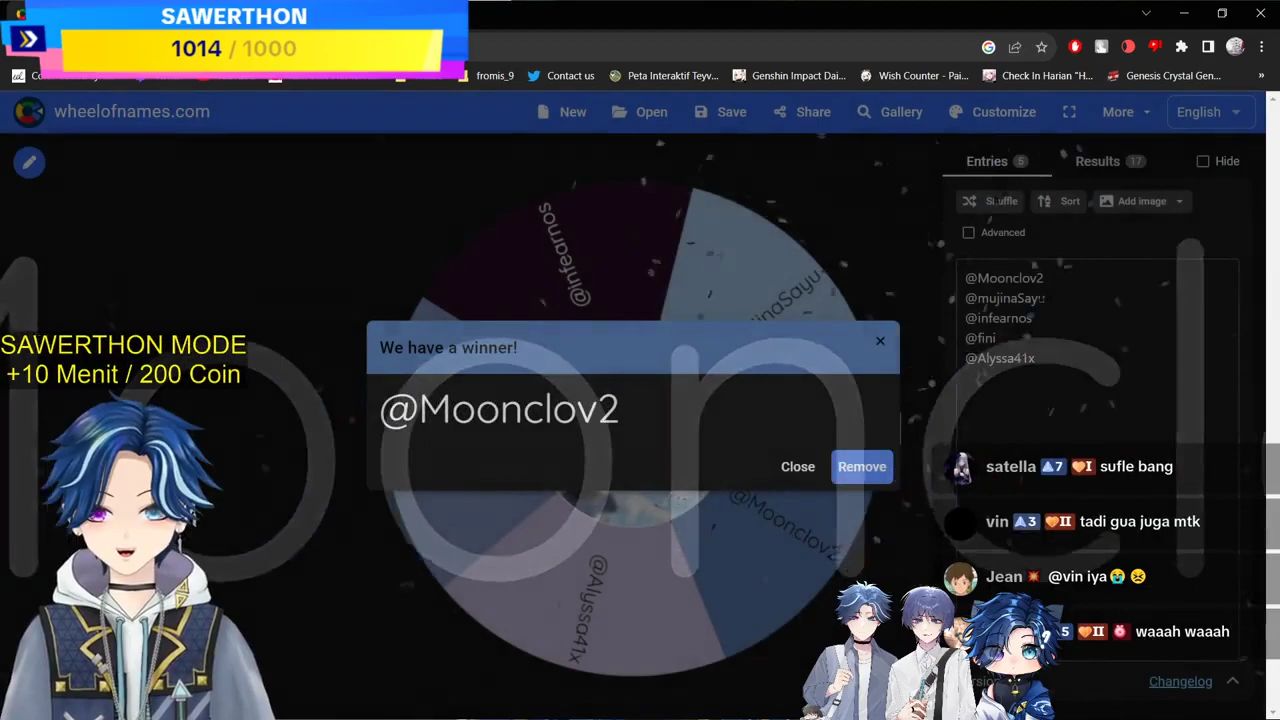 SAWERTHON
1014 / 1000
fromis_9
Contact us
Peta Interaktif Teyv...
Genshin Impact Dai...
Wish Counter - Pai...
Check In Harian "H...
Genesis Crystal Gen...
wheelofnames.com
New
Open
Save
Share
Gallery
Customize
More
English
Entries 5
Results 17
Hide
Shuffle
Sort
Add image
Advanced
@Moonclov2
@mujinaSayu
@infearnos
@fini
@Alyssa41x
@infearnos
@Moonclov2
@Alyssa41x
We have a winner!
@Moonclov2
Close
Remove
SAWERTHON MODE
+10 Menit / 200 Coin
satella 7 I sufle bang
vin 3 II tadi gua juga mtk
Jean @vin iya
5 II waaah waaah
Changelog